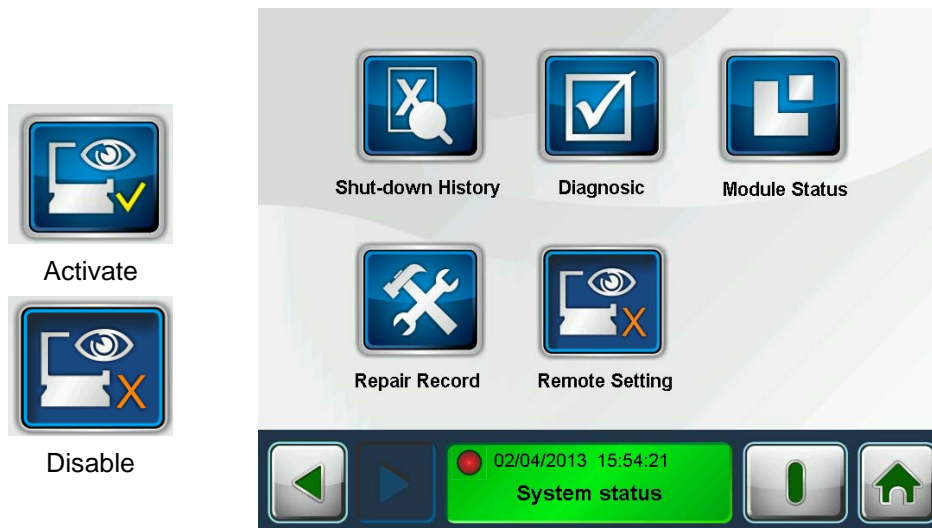 Activate
Disable
Shut-down History
Diagnosic
Module Status
Repair Record
Remote Setting
02/04/2013 15:54:21
System status